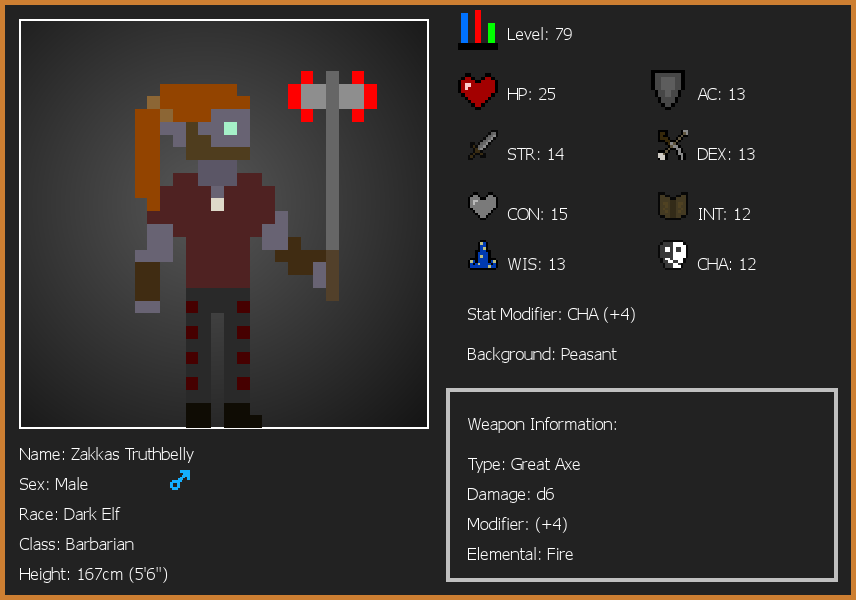 Level: 79
HP: 25
AC: 13
STR: 14
DEX: 13
CON: 15
INT: 12
WIS: 13
CHA: 12
Stat Modifier: CHA (+4)
Background: Peasant
Weapon Information:
Type: Great Axe
Damage: d6
Modifier: (+4)
Elemental: Fire
Name: Zakkas Truthbelly
Sex: Male
Race: Dark Elf
Class: Barbarian
Height: 167cm (5'6")